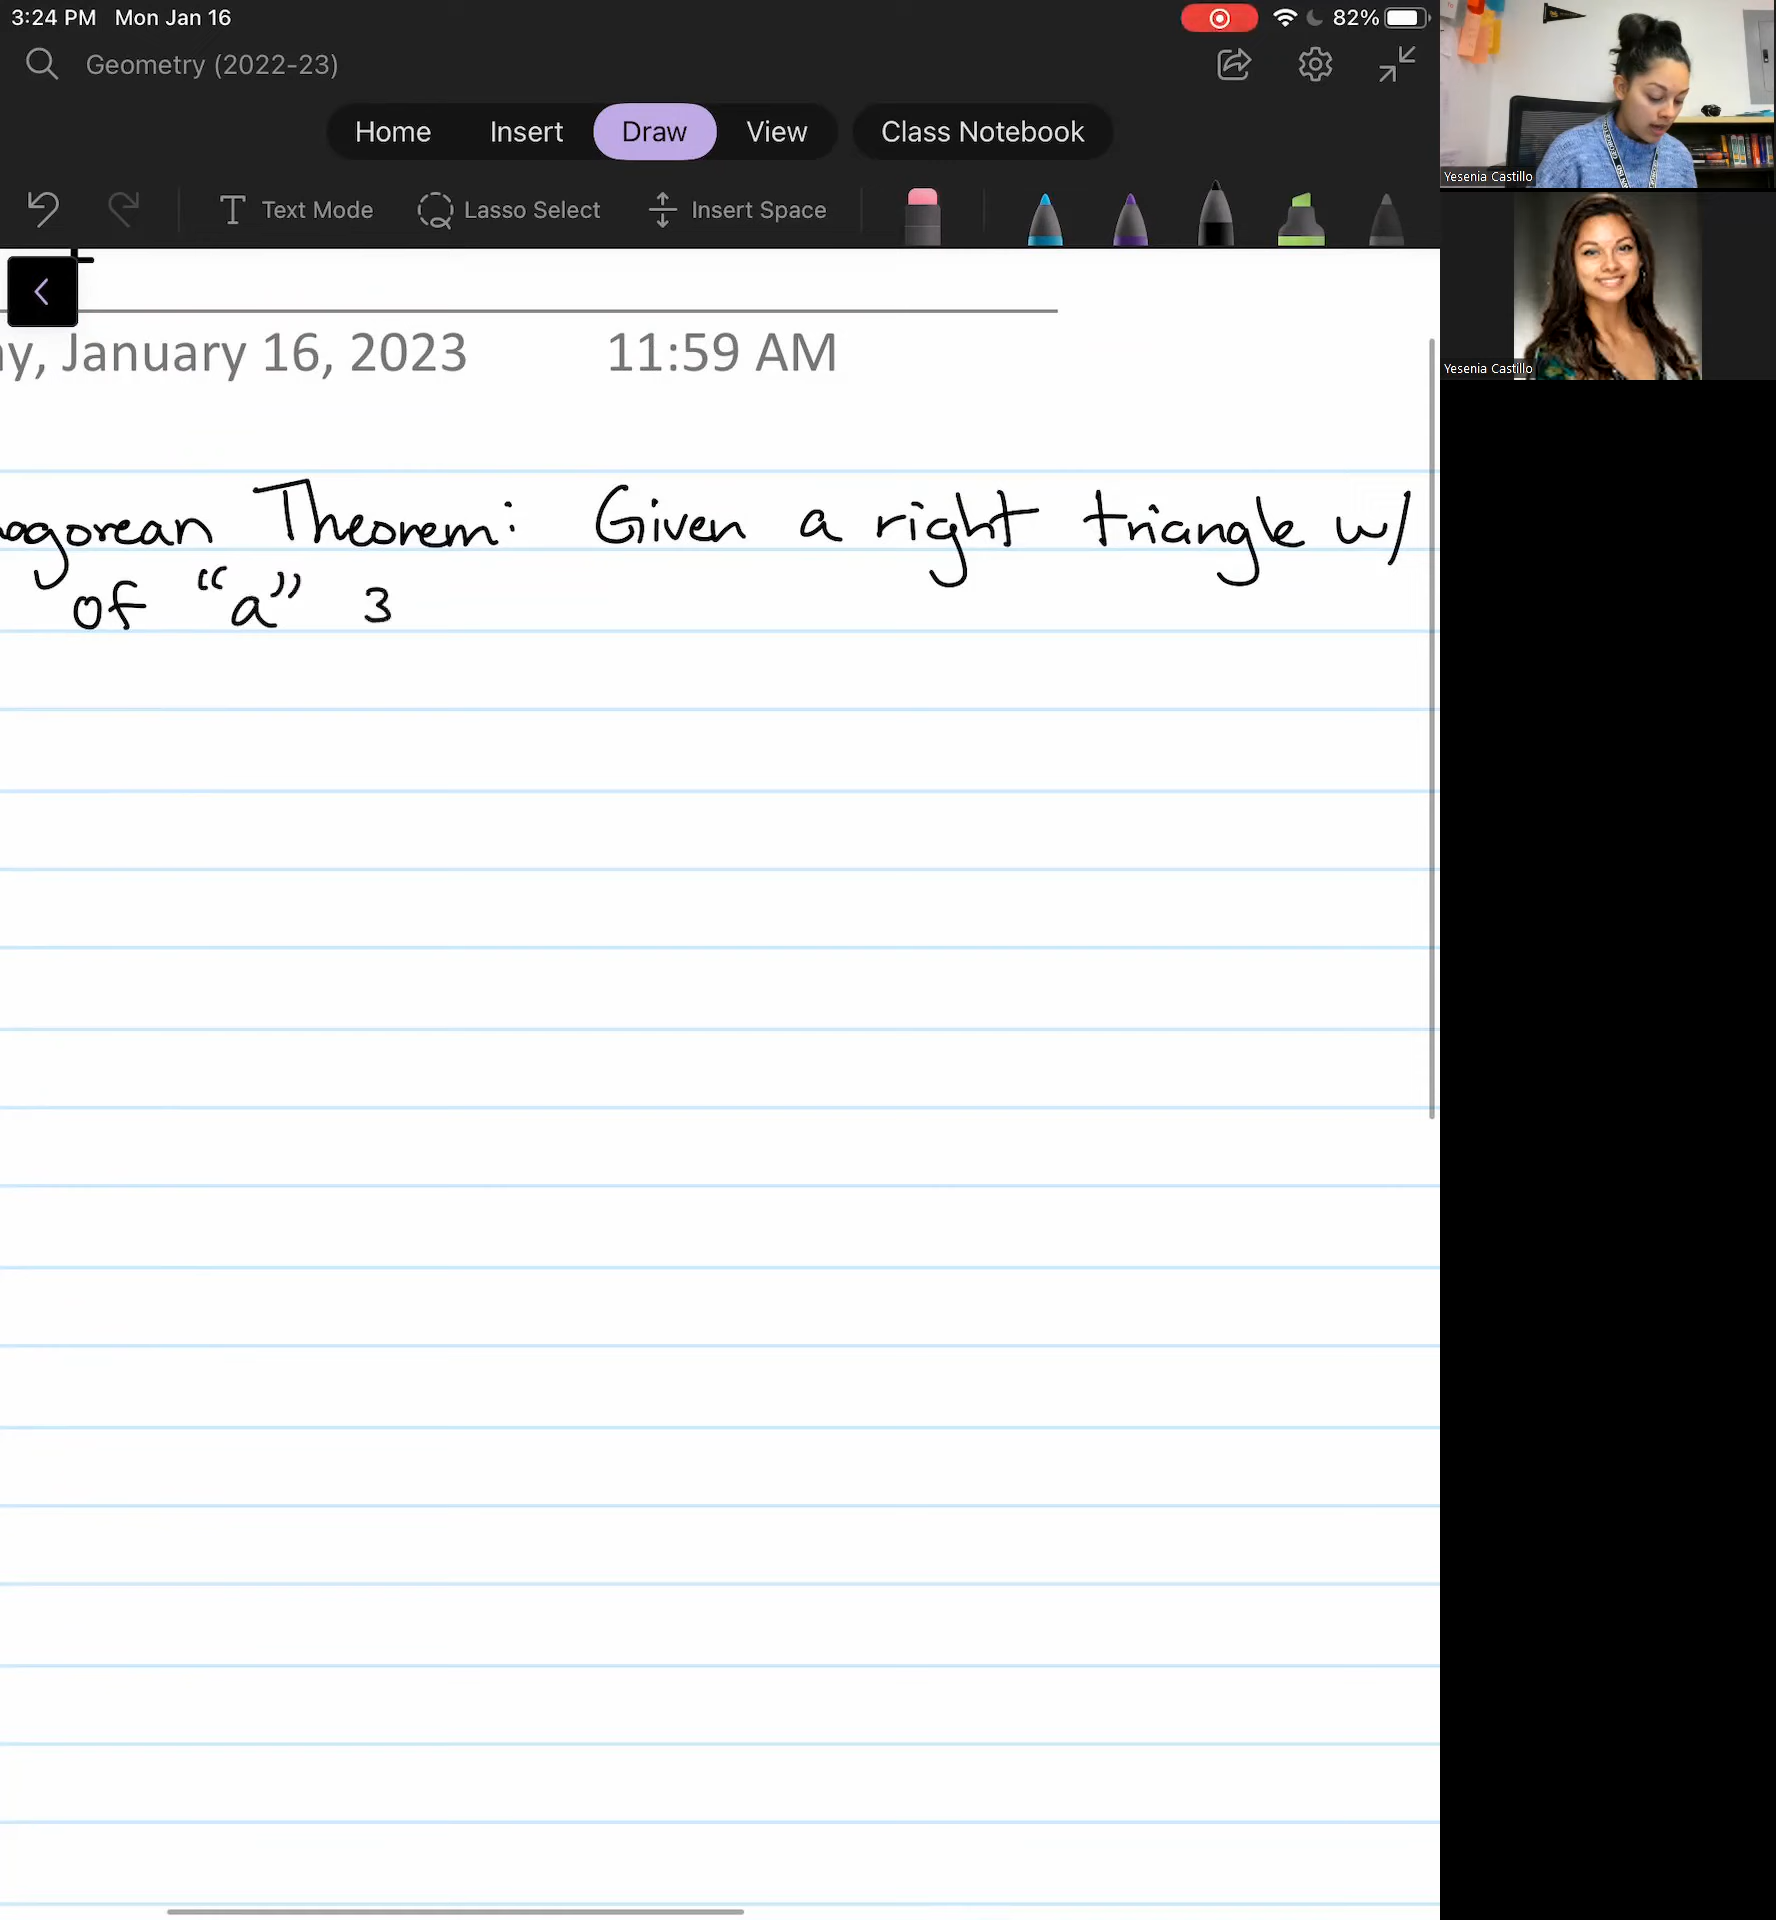 3:24 PM Mon Jan 16 82%
Geometry (2022-23)
Home Insert Draw View Class Notebook
Text Mode Lasso Select Insert Space
Yesenia Castillo
Yesenia Castillo
y, January 16, 2023 11:59 AM
agorean Theorem: Given a right triangle w/
of “a” 3